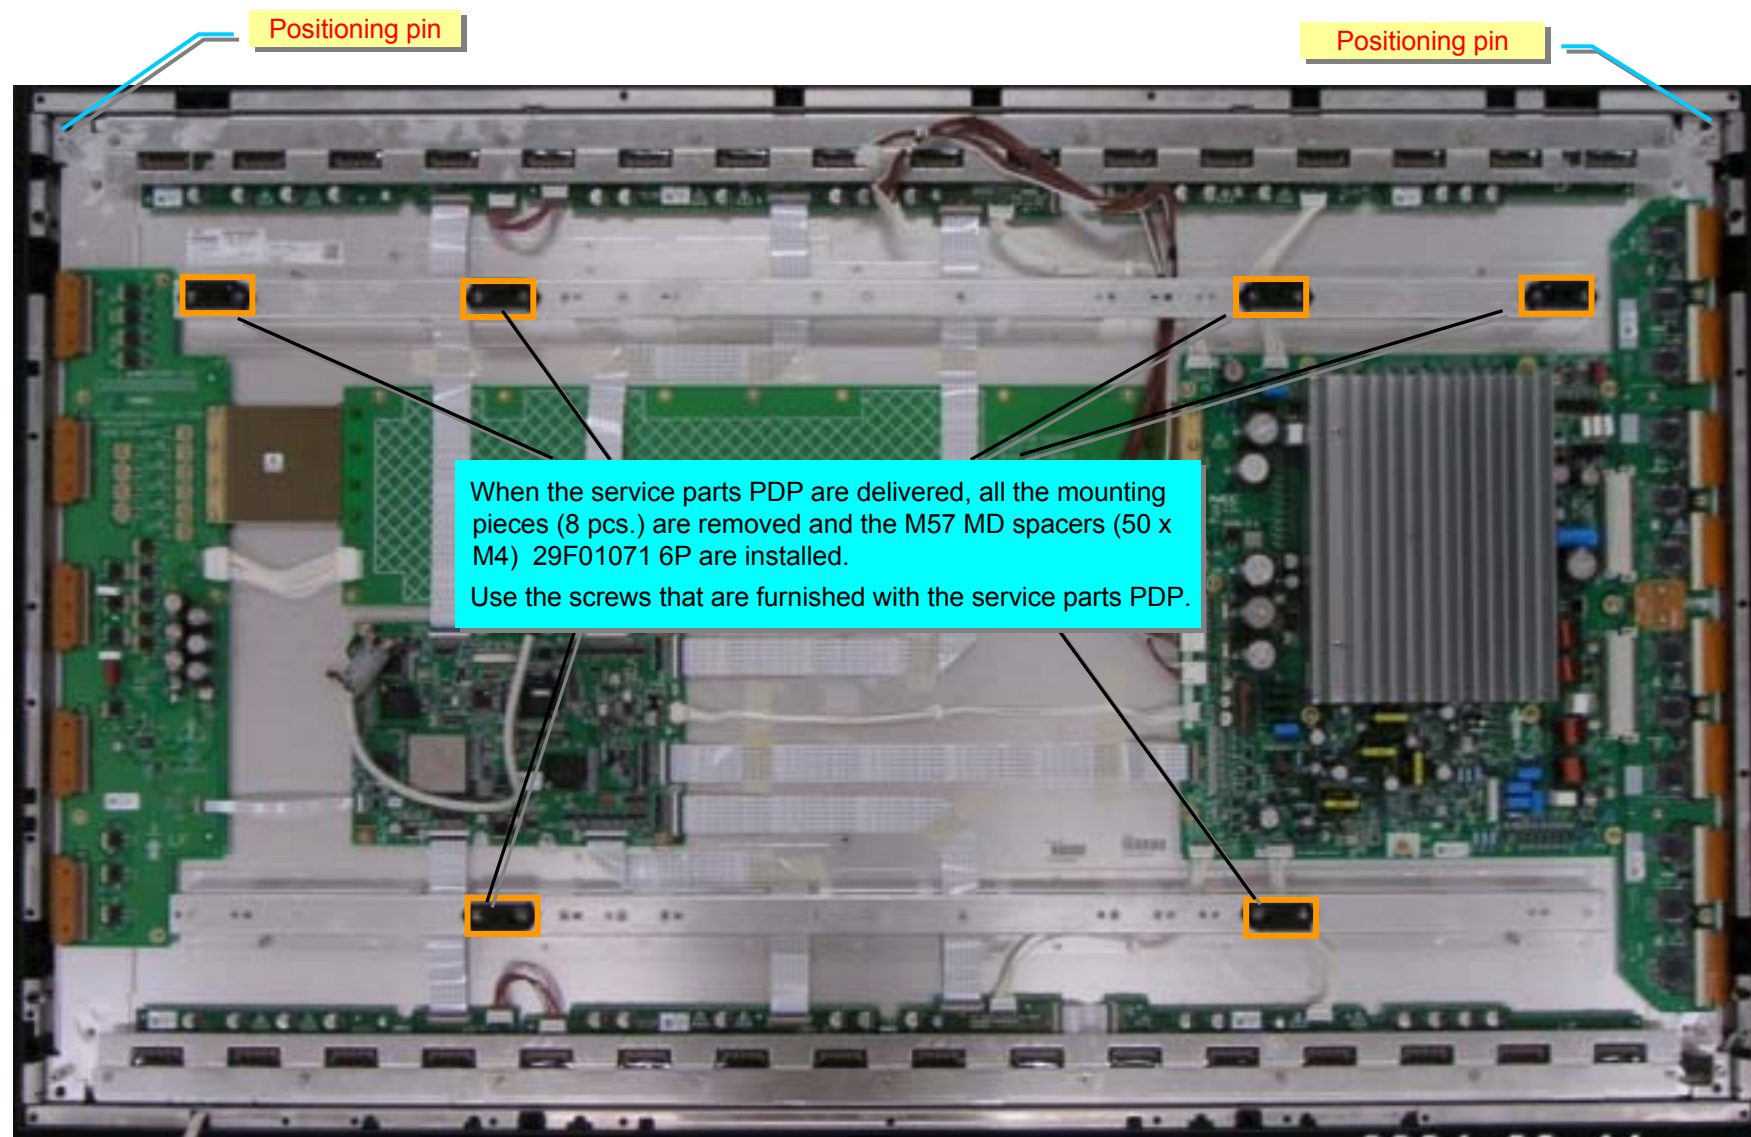 Positioning pin
Positioning pin
When the service parts PDP are delivered, all the mounting
pieces (8 pcs.) are removed and the M57 MD spacers (50 x
M4)  29F01071 6P are installed.
Use the screws that are furnished with the service parts PDP.